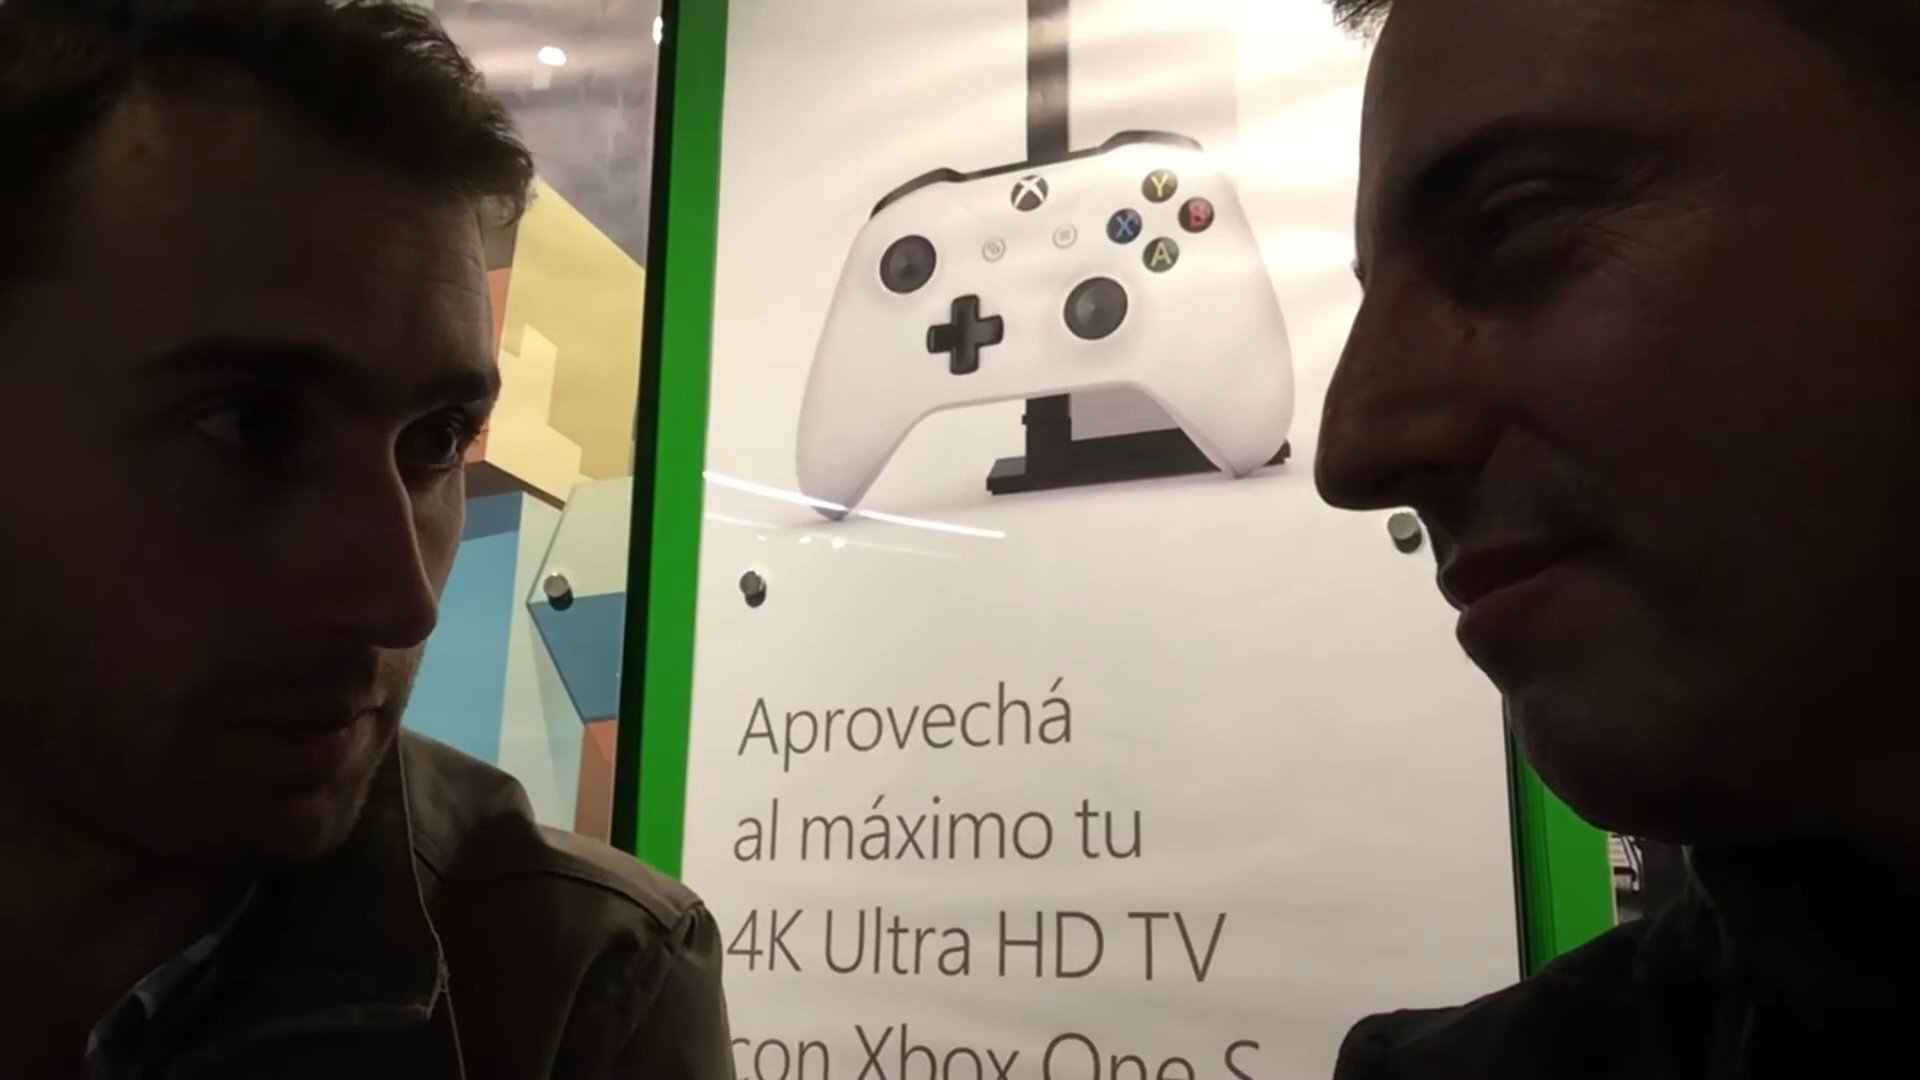 Y
X B
A
Aprovechá
al máximo tu
4K Ultra HD TV
con Xbox One S